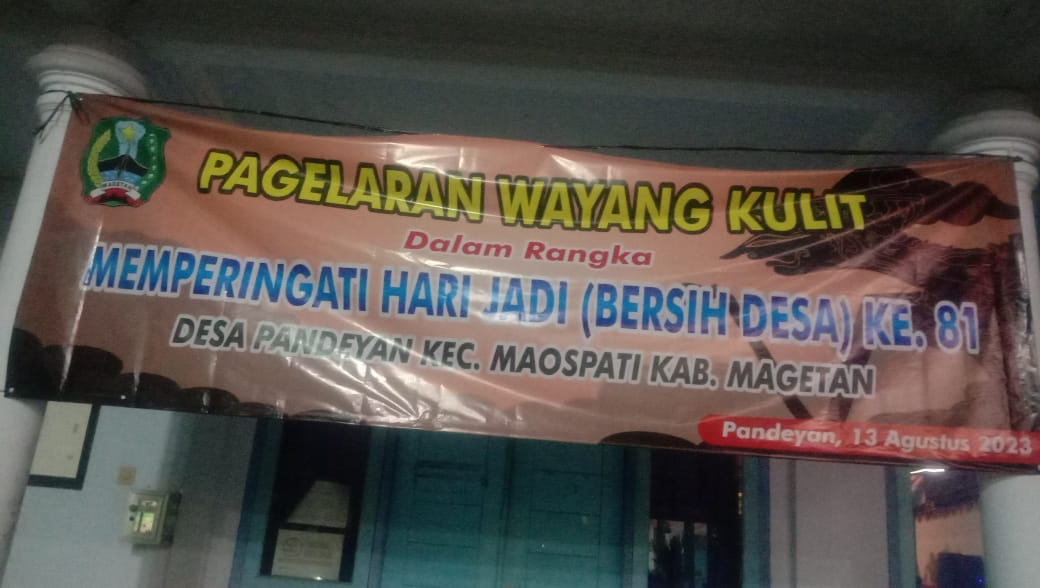 MAGETAN
PAGELARAN WAYANG KULIT
Dalam Rangka
MEMPERINGATI HARI JADI (BERSIH DESA) KE. 81
DESA PANDEYAN KEC. MAOSPATI KAB. MAGETAN
Pandeyan, 13 Agustus 2023